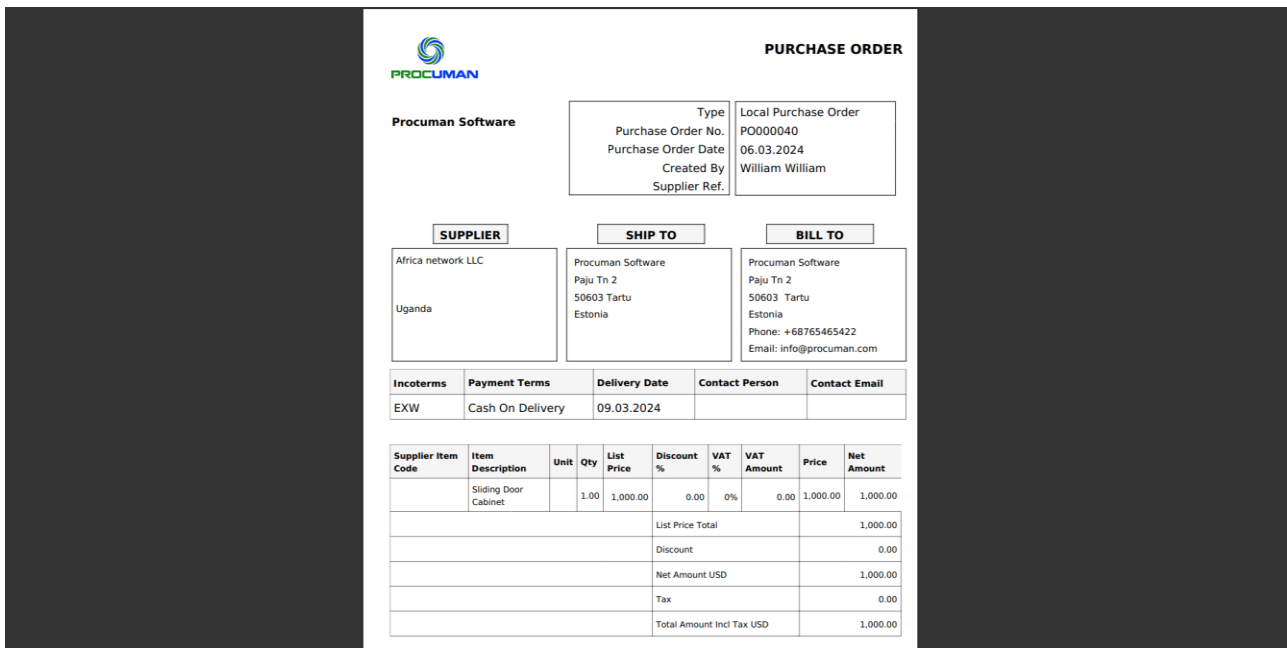 PROCUMAN
PURCHASE ORDER
Procuman Software
Type Local Purchase Order
Purchase Order No. PO000040
Purchase Order Date 06.03.2024
Created By William William
Supplier Ref.
SUPPLIER
Africa network LLC
Uganda
SHIP TO
Procuman Software
Paju Tn 2
50603 Tartu
Estonia
BILL TO
Procuman Software
Paju Tn 2
50603 Tartu
Estonia
Phone: +68765465422
Email: info@procuman.com
Incoterms Payment Terms Delivery Date Contact Person Contact Email
EXW Cash On Delivery 09.03.2024
Supplier Item Code Item Description Unit Qty List Price Discount % VAT % VAT Amount Price Net Amount
Sliding Door Cabinet 1.00 1,000.00 0.00 0% 0.00 1,000.00 1,000.00
List Price Total 1,000.00
Discount 0.00
Net Amount USD 1,000.00
Tax 0.00
Total Amount Incl Tax USD 1,000.00